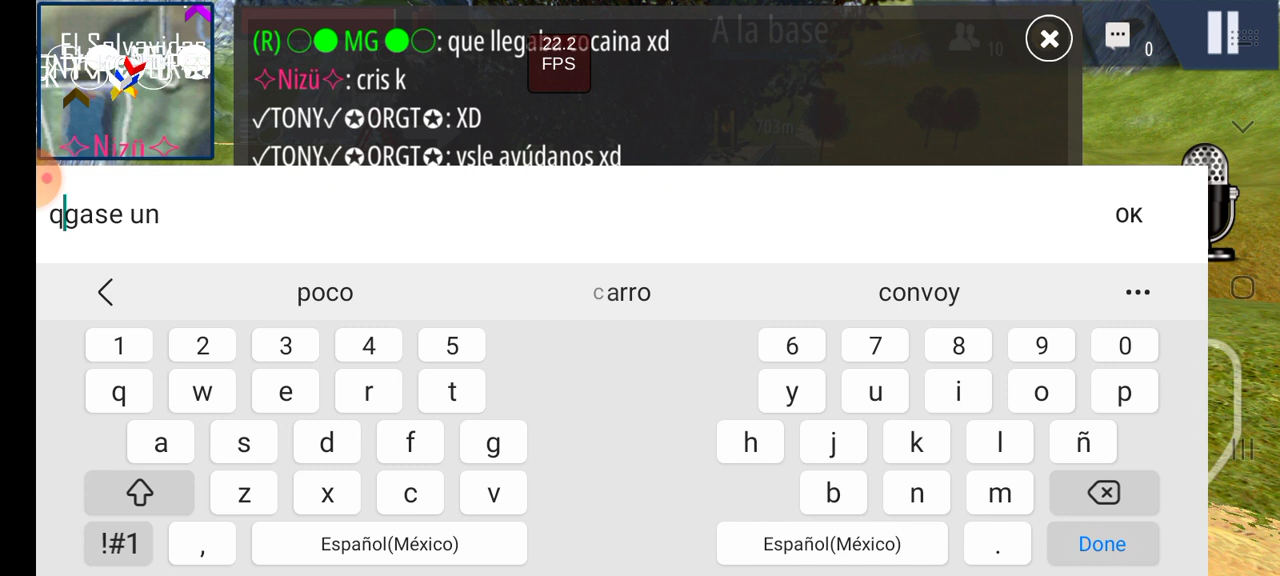 El Salvavidas
✧Nizü✧
(R) ○● MG ●○: que llegaba cocaina xd
✧Nizü✧: cris k
✓TONY✓✪ORGT✪: XD
✓TONY✓✪ORGT✪: vsle ayúdanos xd
22.2
FPS
A la base
10
703m
0
qgase un
OK
poco
carro
convoy
1 2 3 4 5 6 7 8 9 0
q w e r t y u i o p
a s d f g h j k l ñ
z x c v b n m
!#1 , Español(México) Español(México) . Done